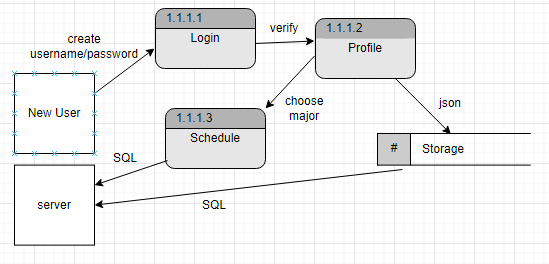 create
username/password
1.1.1.1
Login
verify
1.1.1.2
Profile
New User
choose
major
json
1.1.1.3
Schedule
#
Storage
SQL
server
SQL